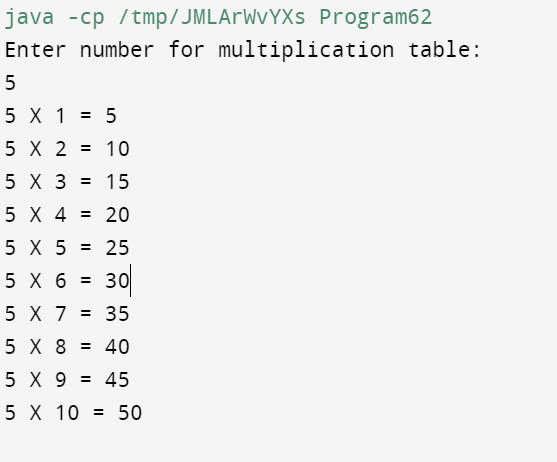 java -cp /tmp/JMLArWvYXs Program62
Enter number for multiplication table:
5
5 X 1 = 5
5 X 2 = 10
5 X 3 = 15
5 X 4 = 20
5 X 5 = 25
5 X 6 = 30
5 X 7 = 35
5 X 8 = 40
5 X 9 = 45
5 X 10 = 50